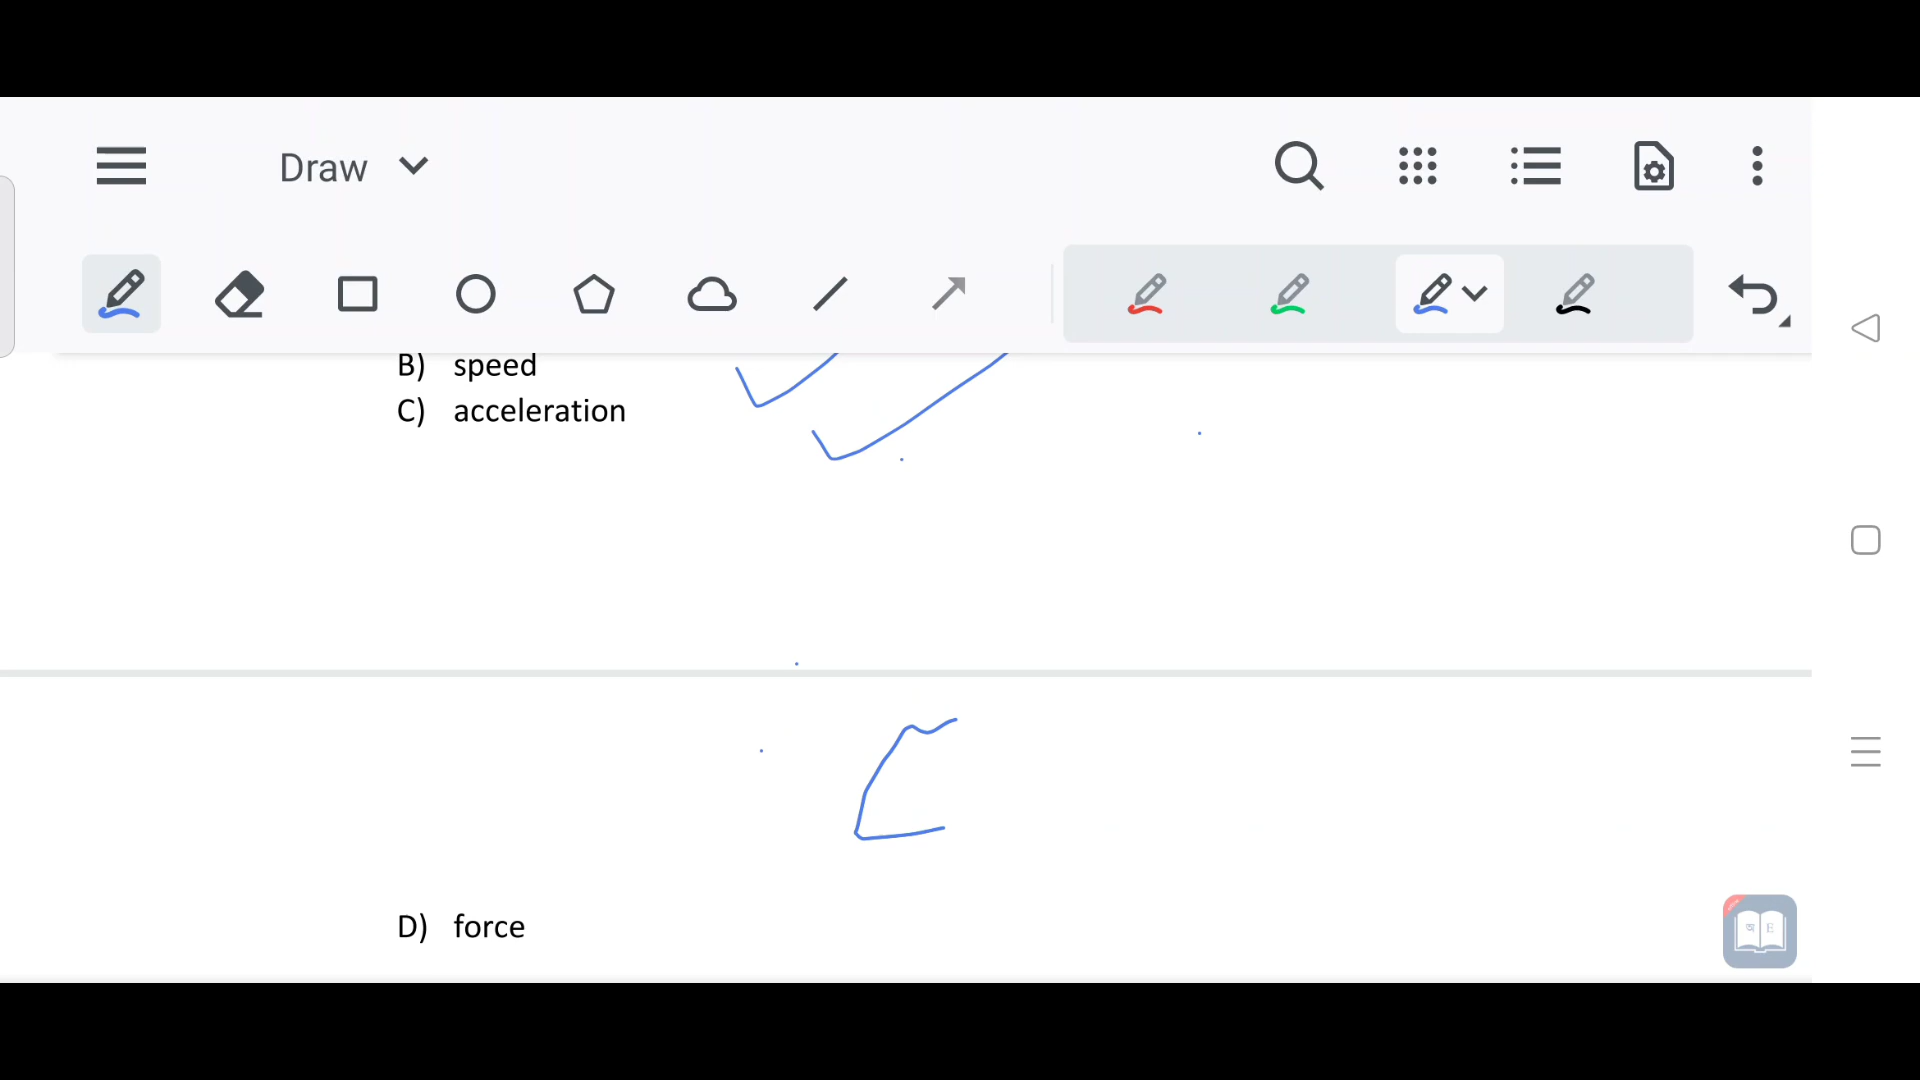 Draw
B) speed
C) acceleration
D) force
অ E